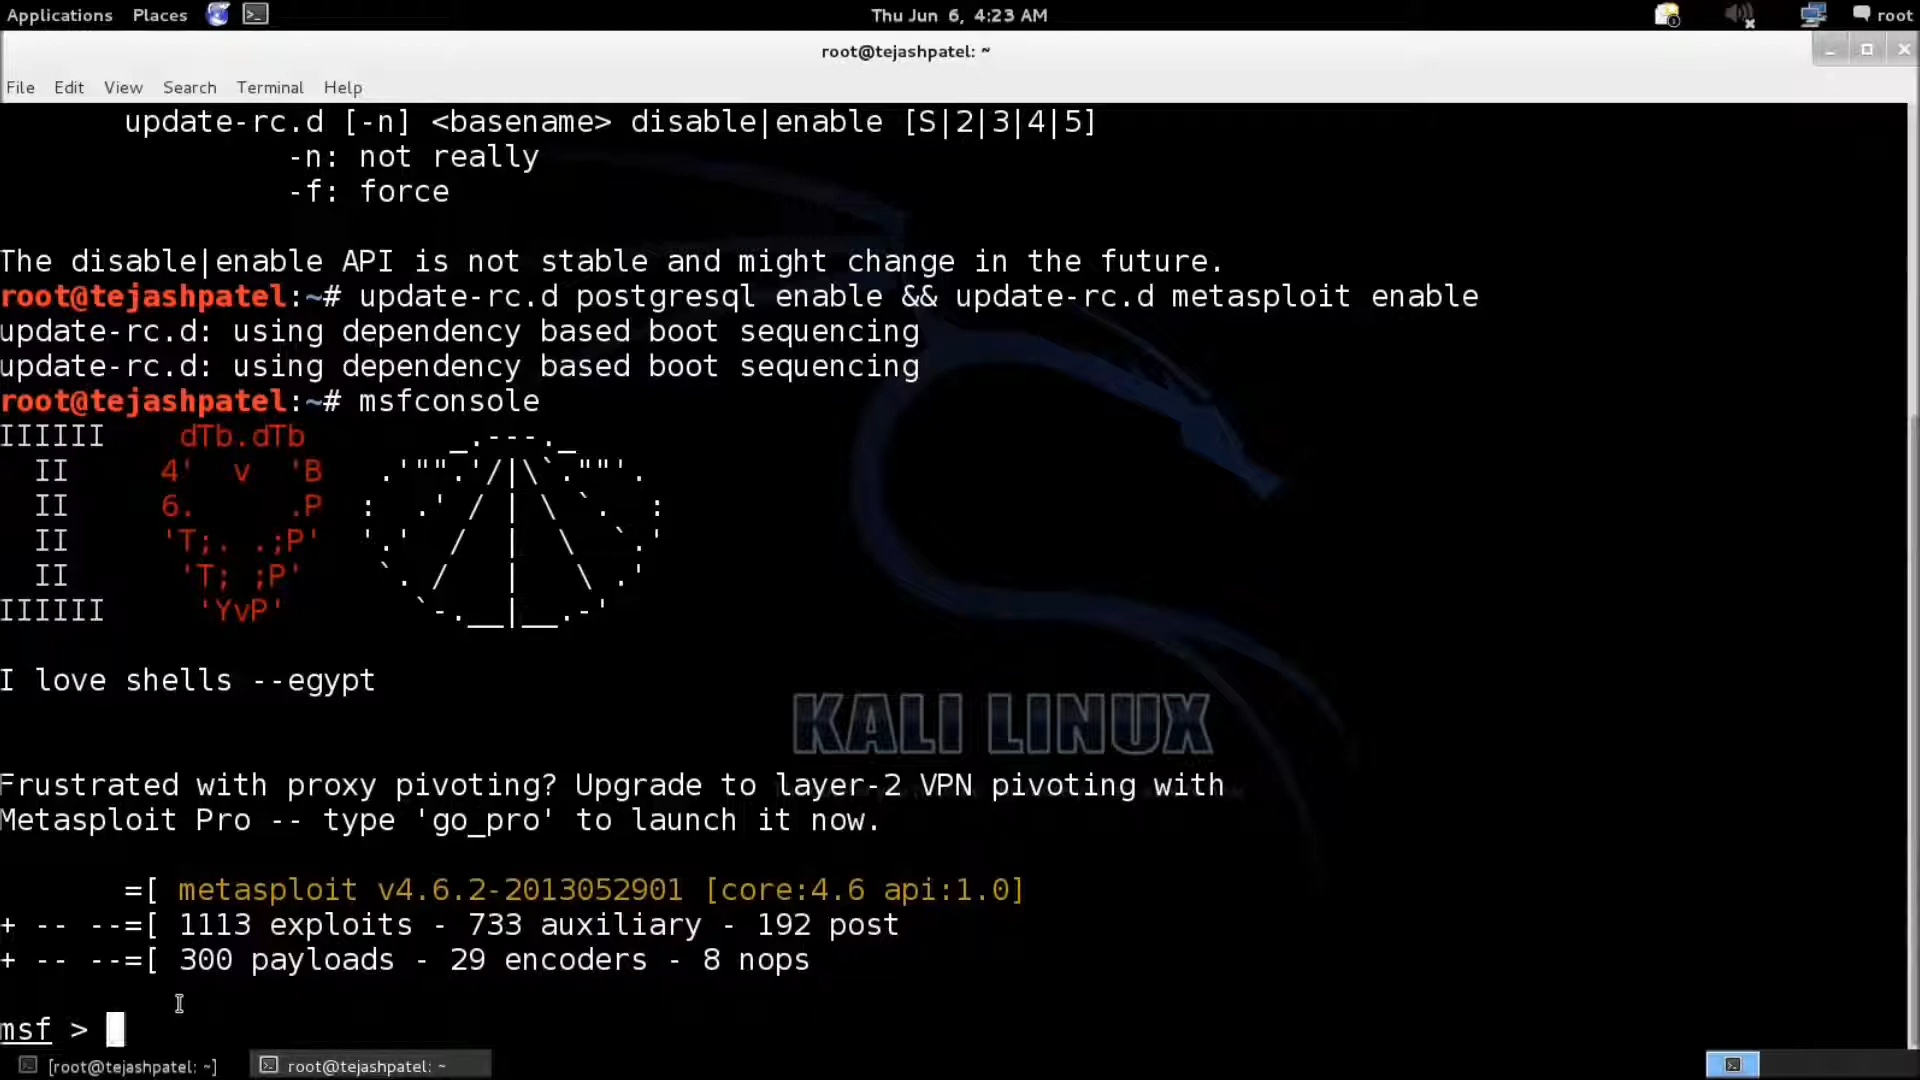 Applications Places Thu Jun 6, 4:23 AM root
root@tejashpatel: ~
File Edit View Search Terminal Help
update-rc.d [-n] <basename> disable|enable [S|2|3|4|5]
-n: not really
-f: force
The disable|enable API is not stable and might change in the future.
root@tejashpatel:~# update-rc.d postgresql enable && update-rc.d metasploit enable
update-rc.d: using dependency based boot sequencing
update-rc.d: using dependency based boot sequencing
root@tejashpatel:~# msfconsole
IIIIII    dTb.dTb        _.---._
  II     4'  v  'B   .'"".'/|\`.""'.
  II     6.     .P  :  .' / | \ `.  :
  II     'T;. .;P'  '.'  /  |  \  `.'
  II      'T; ;P'    `. /   |   \ .'
IIIIII     'YvP'       `-.__|__.-'
I love shells --egypt
KALI LINUX
Frustrated with proxy pivoting? Upgrade to layer-2 VPN pivoting with
Metasploit Pro -- type 'go_pro' to launch it now.
=[ metasploit v4.6.2-2013052901 [core:4.6 api:1.0]
+ -- --=[ 1113 exploits - 733 auxiliary - 192 post
+ -- --=[ 300 payloads - 29 encoders - 8 nops
msf >
[root@tejashpatel: ~] root@tejashpatel: ~